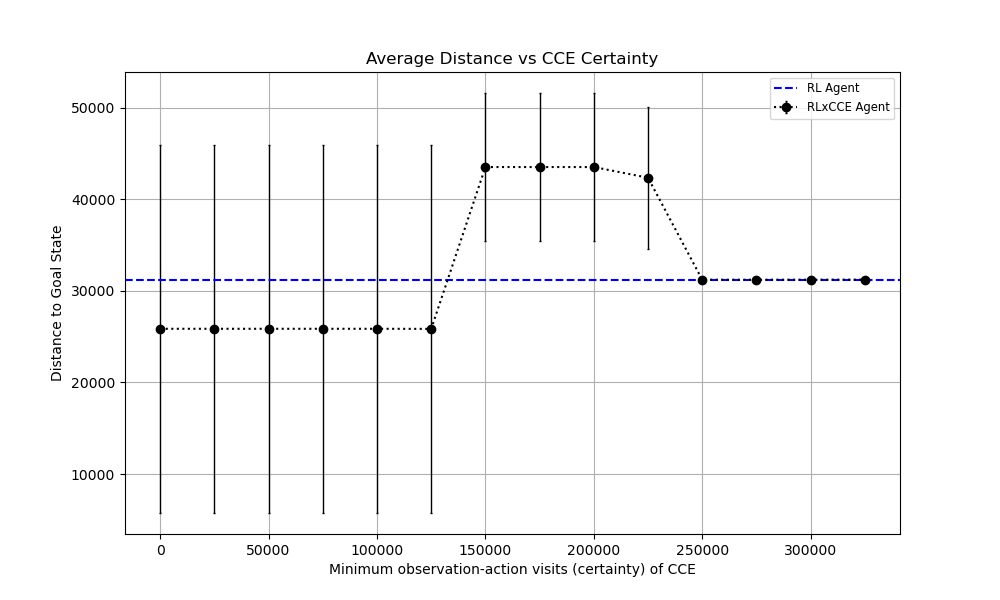 Average Distance vs CCE Certainty
RL Agent
RLxCCE Agent
Distance to Goal State
50000
40000
30000
20000
10000
0 50000 100000 150000 200000 250000 300000
Minimum observation-action visits (certainty) of CCE